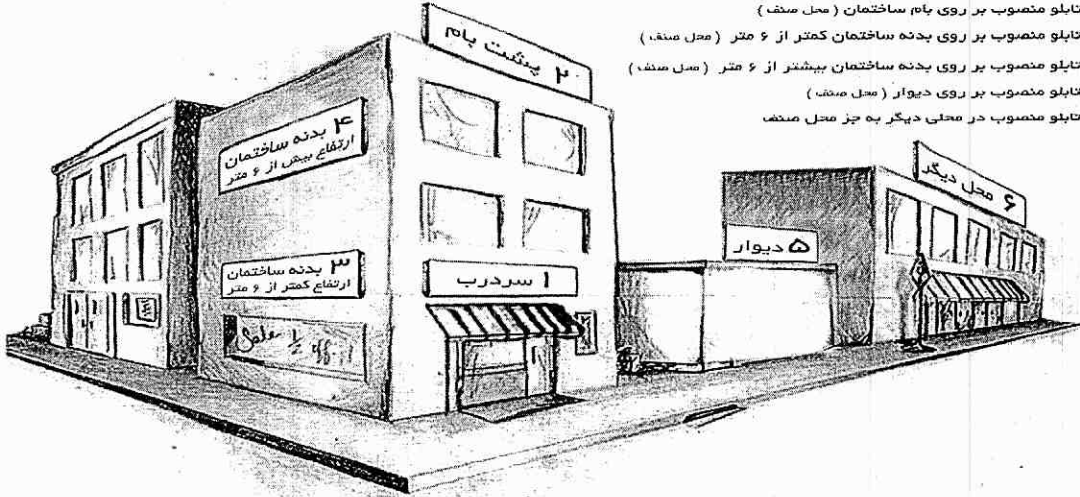 تابلو منصوب بر روی بام ساختمان ( محل صنف )
تابلو منصوب بر روی بدنه ساختمان کمتر از ۶ متر ( محل صنف )
تابلو منصوب بر روی بدنه ساختمان بیشتر از ۶ متر ( محل صنف )
تابلو منصوب بر روی دیوار ( محل صنف )
تابلو منصوب در محلی دیگر به جز محل صنف
۲ پشت بام
۴ بدنه ساختمان
ارتفاع بیش از ۶ متر
۶ محل دیگر
۵ دیوار
۳ بدنه ساختمان
ارتفاع کمتر از ۶ متر
۱ سردرب
Sale ½ off